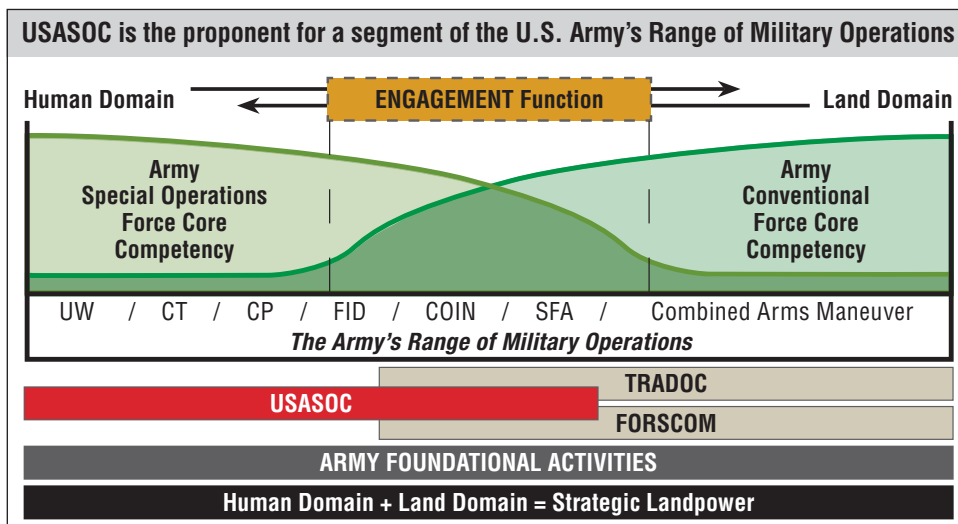 USASOC is the proponent for a segment of the U.S. Army's Range of Military Operations
Human Domain
ENGAGEMENT Function
Land Domain
Army
Special Operations
Force Core
Competency
Army
Conventional
Force Core
Competency
UW / CT / CP / FID / COIN / SFA / Combined Arms Maneuver
The Army's Range of Military Operations
TRADOC
USASOC
FORSCOM
ARMY FOUNDATIONAL ACTIVITIES
Human Domain + Land Domain = Strategic Landpower